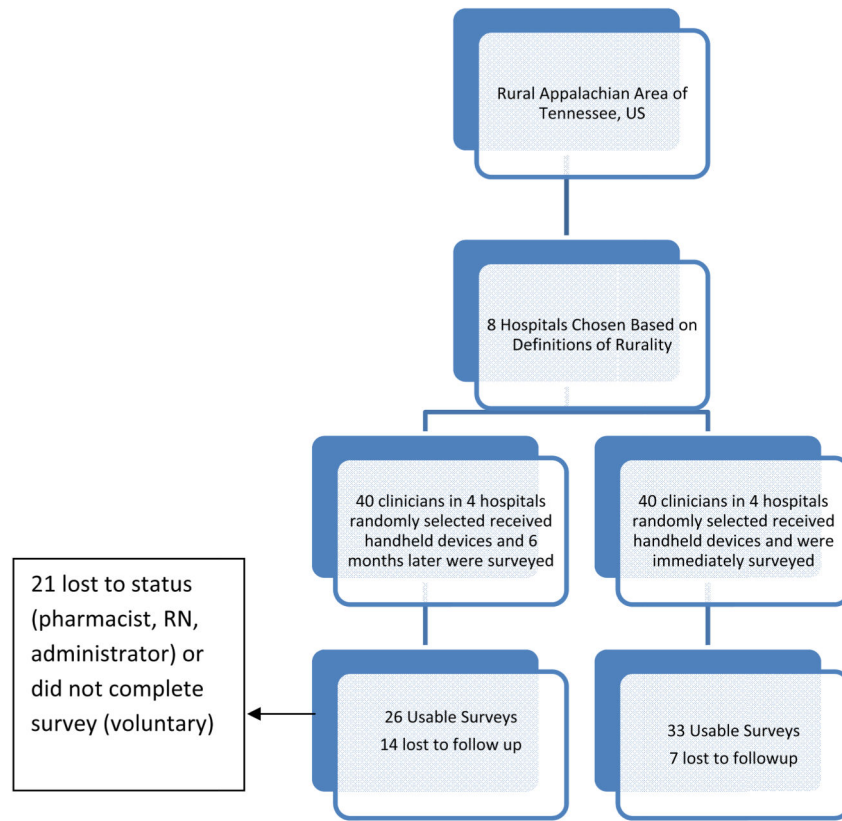 Rural Appalachian Area of
Tennessee, US
8 Hospitals Chosen Based on
Definitions of Rurality
40 clinicians in 4 hospitals
randomly selected received
handheld devices and 6
months later were surveyed
40 clinicians in 4 hospitals
randomly selected received
handheld devices and were
immediately surveyed
21 lost to status
(pharmacist, RN,
administrator) or
did not complete
survey (voluntary)
26 Usable Surveys
14 lost to follow up
33 Usable Surveys
7 lost to followup